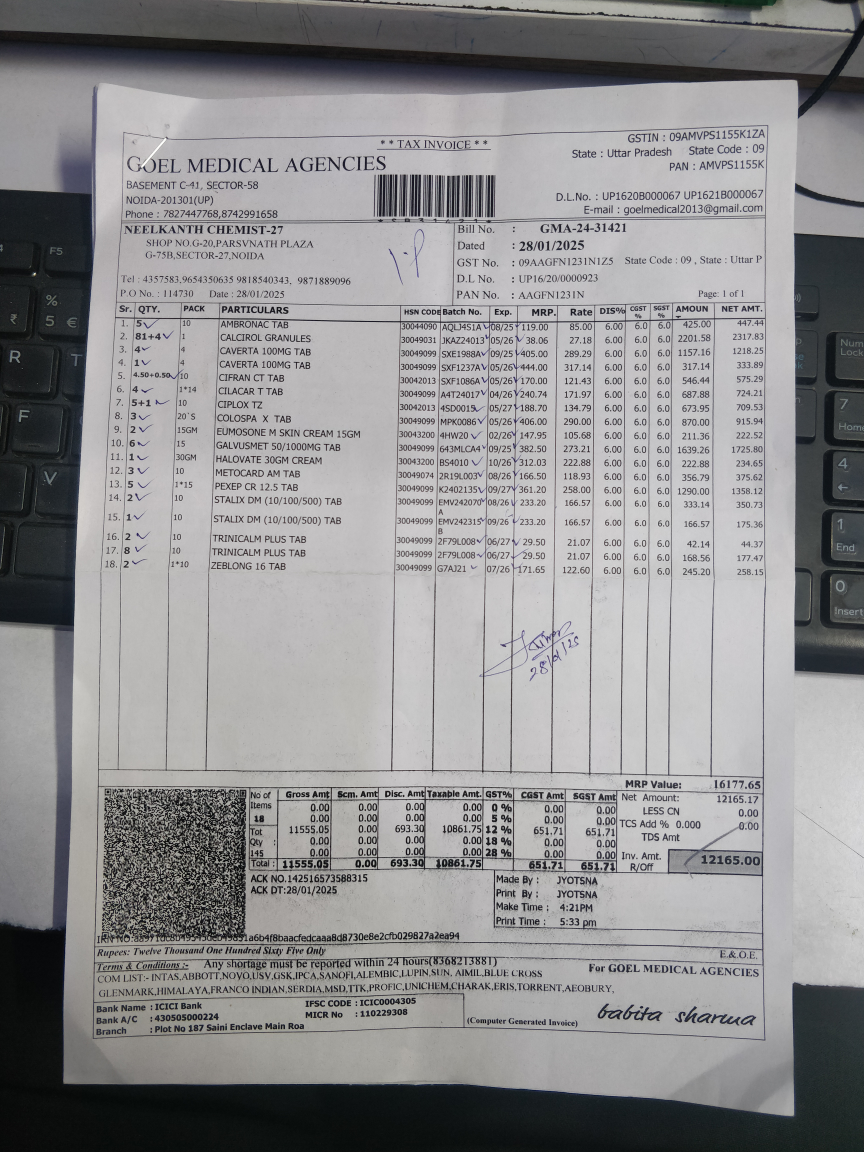 ** TAX INVOICE **
GSTIN : 09AMVPS1155K1ZA
State : Uttar Pradesh State Code : 09
PAN : AMVPS1155K
GOEL MEDICAL AGENCIES
BASEMENT C-41, SECTOR-58
NOIDA-201301(UP)
Phone : 7827447768,8742991658
D.L.No. : UP1620B000067 UP1621B000067
E-mail : goelmedical2013@gmail.com
NEELKANTH CHEMIST-27
SHOP NO.G-20,PARSVNATH PLAZA
G-75B,SECTOR-27,NOIDA
Tel : 4357583,9654350635 9818540343, 9871889096
P.O No. : 114730 Date : 28/01/2025
Bill No. : GMA-24-31421
Dated : 28/01/2025
GST No. : 09AAGFN1231N1Z5 State Code : 09 , State : Uttar P
D.L No. : UP16/20/0000923
PAN No. : AAGFN1231N Page: 1 of 1
Sr. QTY. PACK PARTICULARS HSN CODE Batch No. Exp. MRP. Rate DIS% CGST % SGST % AMOUN NET AMT.
1. 5 10 AMBRONAC TAB 30044090 AQLJ451A 08/25 119.00 85.00 6.00 6.0 6.0 425.00 447.44
2. 81+4 1 CALCIROL GRANULES 30049031 JKAZ24013 05/26 38.06 27.18 6.00 6.0 6.0 2201.58 2317.83
3. 4 4 CAVERTA 100MG TAB 30049099 SXE1988A 09/25 405.00 289.29 6.00 6.0 6.0 1157.16 1218.25
4. 1 4 CAVERTA 100MG TAB 30049099 SXF1237A 05/26 444.00 317.14 6.00 6.0 6.0 317.14 333.89
5. 4.50+0.50 10 CIFRAN CT TAB 30042013 SXF1086A 05/26 170.00 121.43 6.00 6.0 6.0 546.44 575.29
6. 4 1*14 CILACAR T TAB 30049099 A4T24017 04/27 240.74 171.97 6.00 6.0 6.0 687.88 724.21
7. 5+1 10 CIPLOX TZ 30042013 4SD0015 05/27 188.70 134.79 6.00 6.0 6.0 673.95 709.53
8. 3 20'S COLOSPA X TAB 30049099 MPK0086 05/26 406.00 290.00 6.00 6.0 6.0 870.00 915.94
9. 2 15GM EUMOSONE M SKIN CREAM 15GM 30043200 4HW20 02/26 147.95 105.68 6.00 6.0 6.0 211.36 222.52
10. 6 15 GALVUSMET 50/1000MG TAB 30049099 643MLCA4 09/25 382.50 273.21 6.00 6.0 6.0 1639.26 1725.80
11. 1 30GM HALOVATE 30GM CREAM 30043200 BS4010 10/26 312.03 222.88 6.00 6.0 6.0 222.88 234.65
12. 3 10 METOCARD AM TAB 30049074 2R19L003 08/26 166.50 118.93 6.00 6.0 6.0 356.79 375.62
13. 5 1*15 PEXEP CR 12.5 TAB 30049099 K2402135 09/27 361.20 258.00 6.00 6.0 6.0 1290.00 1358.12
14. 2 10 STALIX DM (10/100/500) TAB 30049099 EMV242070 A 08/26 233.20 166.57 6.00 6.0 6.0 333.14 350.73
15. 1 10 STALIX DM (10/100/500) TAB 30049099 EMV242315 B 09/26 233.20 166.57 6.00 6.0 6.0 166.57 175.36
16. 2 10 TRINICALM PLUS TAB 30049099 2F79L008 06/27 29.50 21.07 6.00 6.0 6.0 42.14 44.37
17. 8 10 TRINICALM PLUS TAB 30049099 2F79L008 06/27 29.50 21.07 6.00 6.0 6.0 168.56 177.47
18. 2 1*10 ZEBLONG 16 TAB 30049099 G7AJ21 07/26 171.65 122.60 6.00 6.0 6.0 245.20 258.15
MRP Value: 16177.65
No of Items 18 Tot Qty : 145
Gross Amt Scm. Amt Disc. Amt Taxable Amt. GST% CGST Amt SGST Amt
0.00 0.00 0.00 0.00 0 % 0.00 0.00
0.00 0.00 0.00 0.00 5 % 0.00 0.00
11555.05 0.00 693.30 10861.75 12 % 651.71 651.71
0.00 0.00 0.00 0.00 18 % 0.00 0.00
0.00 0.00 0.00 0.00 28 % 0.00 0.00
Total : 11555.05 0.00 693.30 10861.75 651.71 651.71
Net Amount: 12165.17
LESS CN 0.00
TCS Add % 0.000 0.00
TDS Amt
Inv. Amt. R/Off 12165.00
ACK NO.142516573588315
ACK DT:28/01/2025
Made By : JYOTSNA
Print By : JYOTSNA
Make Time : 4:21PM
Print Time : 5:33 pm
Rupees: Twelve Thousand One Hundred Sixty Five Only
E.&O.E.
Terms & Conditions :- Any shortage must be reported within 24 hours(8368213881)
COM LIST:- INTAS,ABBOTT,NOVO,USV,GSK,IPCA,SANOFI,ALEMBIC,LUPIN,SUN, AIMIL,BLUE CROSS
GLENMARK,HIMALAYA,FRANCO INDIAN,SERDIA,MSD,TTK,PROFIC,UNICHEM,CHARAK,ERIS,TORRENT,AEOBURY,
For GOEL MEDICAL AGENCIES
Bank Name : ICICI Bank IFSC CODE : ICIC0004305
Bank A/C : 430505000224 MICR No : 110229308
Branch : Plot No 187 Saini Enclave Main Roa
(Computer Generated Invoice)
babita sharma